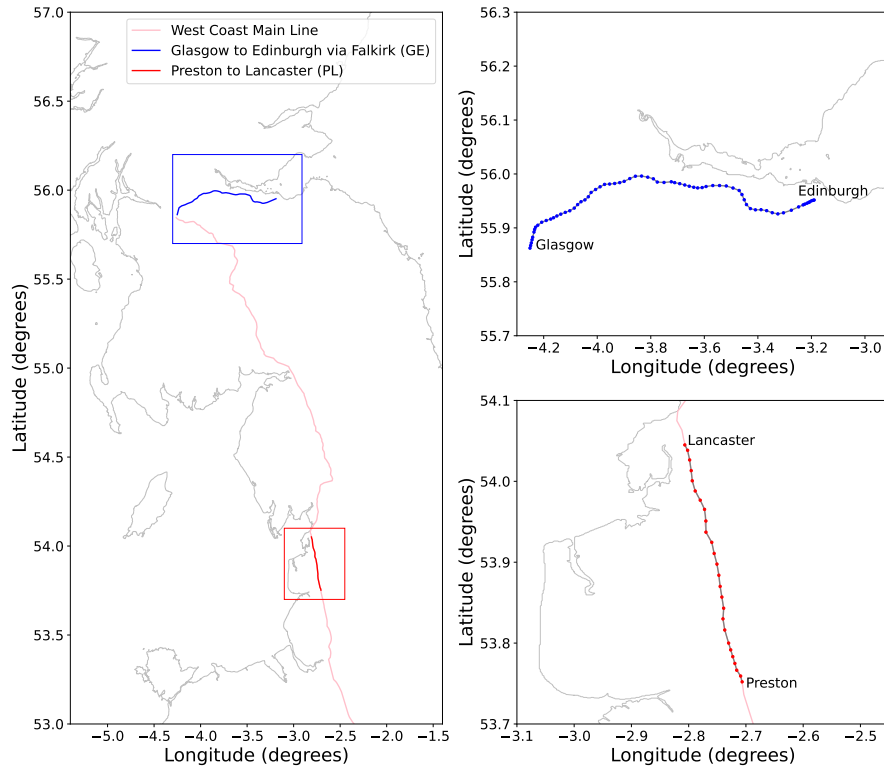 West Coast Main Line
Glasgow to Edinburgh via Falkirk (GE)
Preston to Lancaster (PL)
57.0
56.5
56.0
55.5
55.0
54.5
54.0
53.5
53.0
Latitude (degrees)
−5.0 −4.5 −4.0 −3.5 −3.0 −2.5 −2.0 −1.5
Longitude (degrees)
56.3
56.2
56.1
56.0
55.9
55.8
55.7
Latitude (degrees)
Edinburgh
Glasgow
−4.2 −4.0 −3.8 −3.6 −3.4 −3.2 −3.0
Longitude (degrees)
54.1
54.0
53.9
53.8
53.7
Latitude (degrees)
Lancaster
Preston
−3.1 −3.0 −2.9 −2.8 −2.7 −2.6 −2.5
Longitude (degrees)